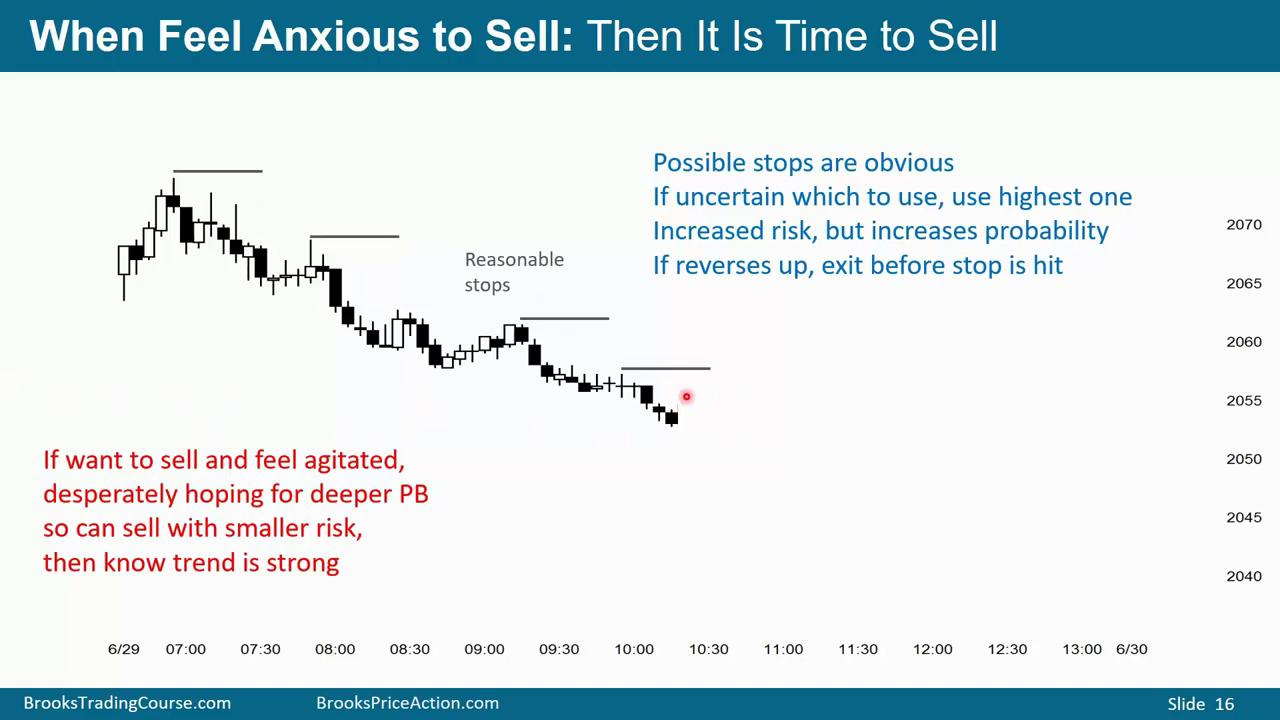 When Feel Anxious to Sell: Then It Is Time to Sell
Possible stops are obvious
If uncertain which to use, use highest one
Increased risk, but increases probability
If reverses up, exit before stop is hit
Reasonable
stops
If want to sell and feel agitated,
desperately hoping for deeper PB
so can sell with smaller risk,
then know trend is strong
2070
2065
2060
2055
2050
2045
2040
6/29 07:00 07:30 08:00 08:30 09:00 09:30 10:00 10:30 11:00 11:30 12:00 12:30 13:00 6/30
BrooksTradingCourse.com BrooksPriceAction.com Slide 16